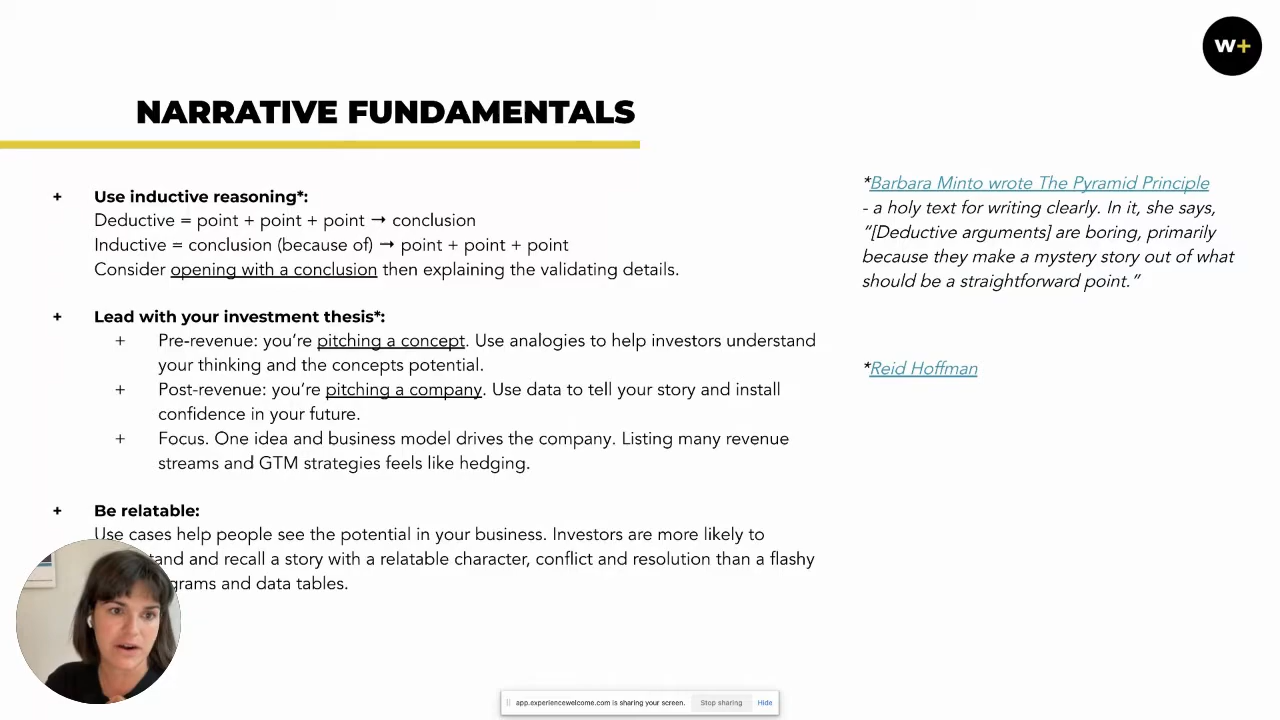 w+
NARRATIVE FUNDAMENTALS
+ Use inductive reasoning*:
Deductive = point + point + point → conclusion
Inductive = conclusion (because of) → point + point + point
Consider opening with a conclusion then explaining the validating details.
+ Lead with your investment thesis*:
+ Pre-revenue: you’re pitching a concept. Use analogies to help investors understand
your thinking and the concepts potential.
+ Post-revenue: you’re pitching a company. Use data to tell your story and install
confidence in your future.
+ Focus. One idea and business model drives the company. Listing many revenue
streams and GTM strategies feels like hedging.
+ Be relatable:
Use cases help people see the potential in your business. Investors are more likely to
and and recall a story with a relatable character, conflict and resolution than a flashy
grams and data tables.
*Barbara Minto wrote The Pyramid Principle
- a holy text for writing clearly. In it, she says,
“[Deductive arguments] are boring, primarily
because they make a mystery story out of what
should be a straightforward point.”
*Reid Hoffman
app.experiencewelcome.com is sharing your screen. Stop sharing Hide